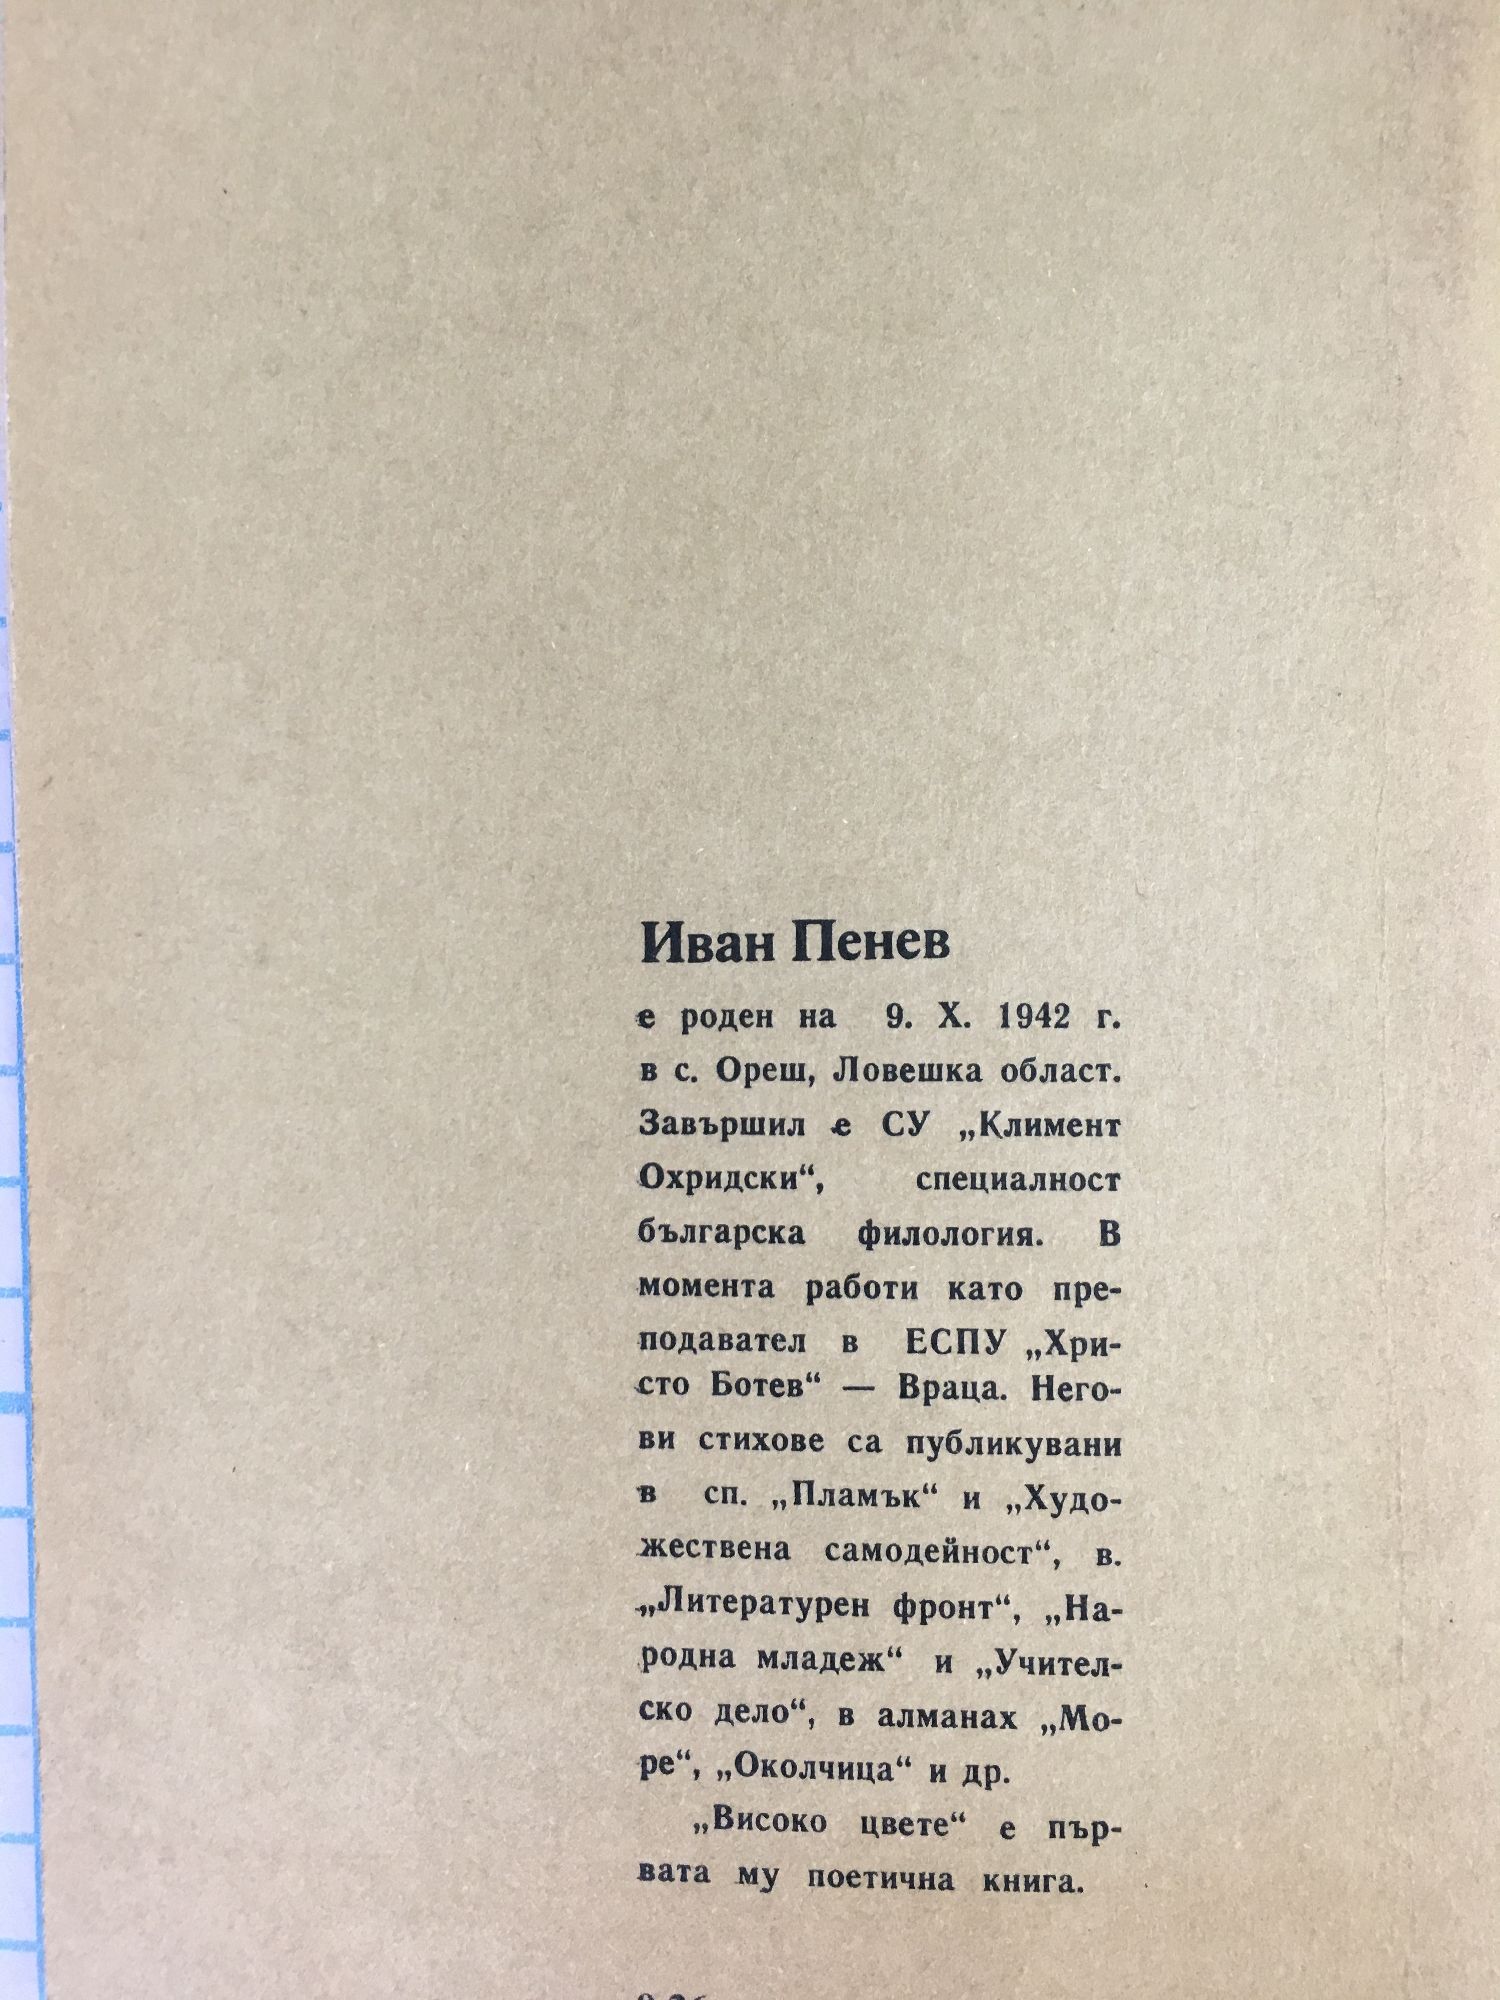 Иван Пенев
е роден на 9. X. 1942 г.
в с. Ореш, Ловешка област.
Завършил е СУ „Климент
Охридски“, специалност
българска филология. В
момента работи като пре-
подавател в ЕСПУ „Хри-
сто Ботев“ — Враца. Него-
ви стихове са публикувани
в сп. „Пламък“ и „Худо-
жествена самодейност“, в.
„Литературен фронт“, „На-
родна младеж“ и „Учител-
ско дело“, в алманах „Мо-
ре“, „Околчица“ и др.
„Високо цвете“ е пър-
вата му поетична книга.